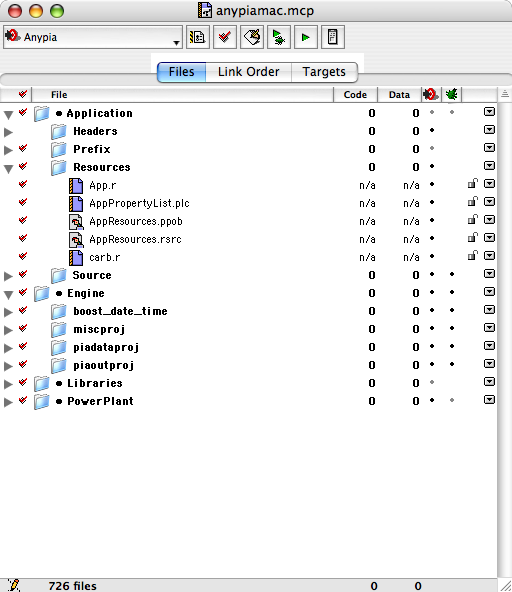 anypiamac.mcp
Anypia
Files Link Order Targets
File Code Data
• Application 0 0 •
Headers 0 0 •
Prefix 0 0 •
Resources 0 0 •
App.r n/a n/a •
AppPropertyList.plc n/a n/a •
AppResources.ppob n/a n/a •
AppResources.rsrc n/a n/a •
carb.r n/a n/a •
Source 0 0 • •
• Engine 0 0 • •
boost_date_time 0 0 • •
miscproj 0 0 • •
piadataproj 0 0 • •
piaoutproj 0 0 • •
• Libraries 0 0 •
• PowerPlant 0 0 • •
726 files 0 0